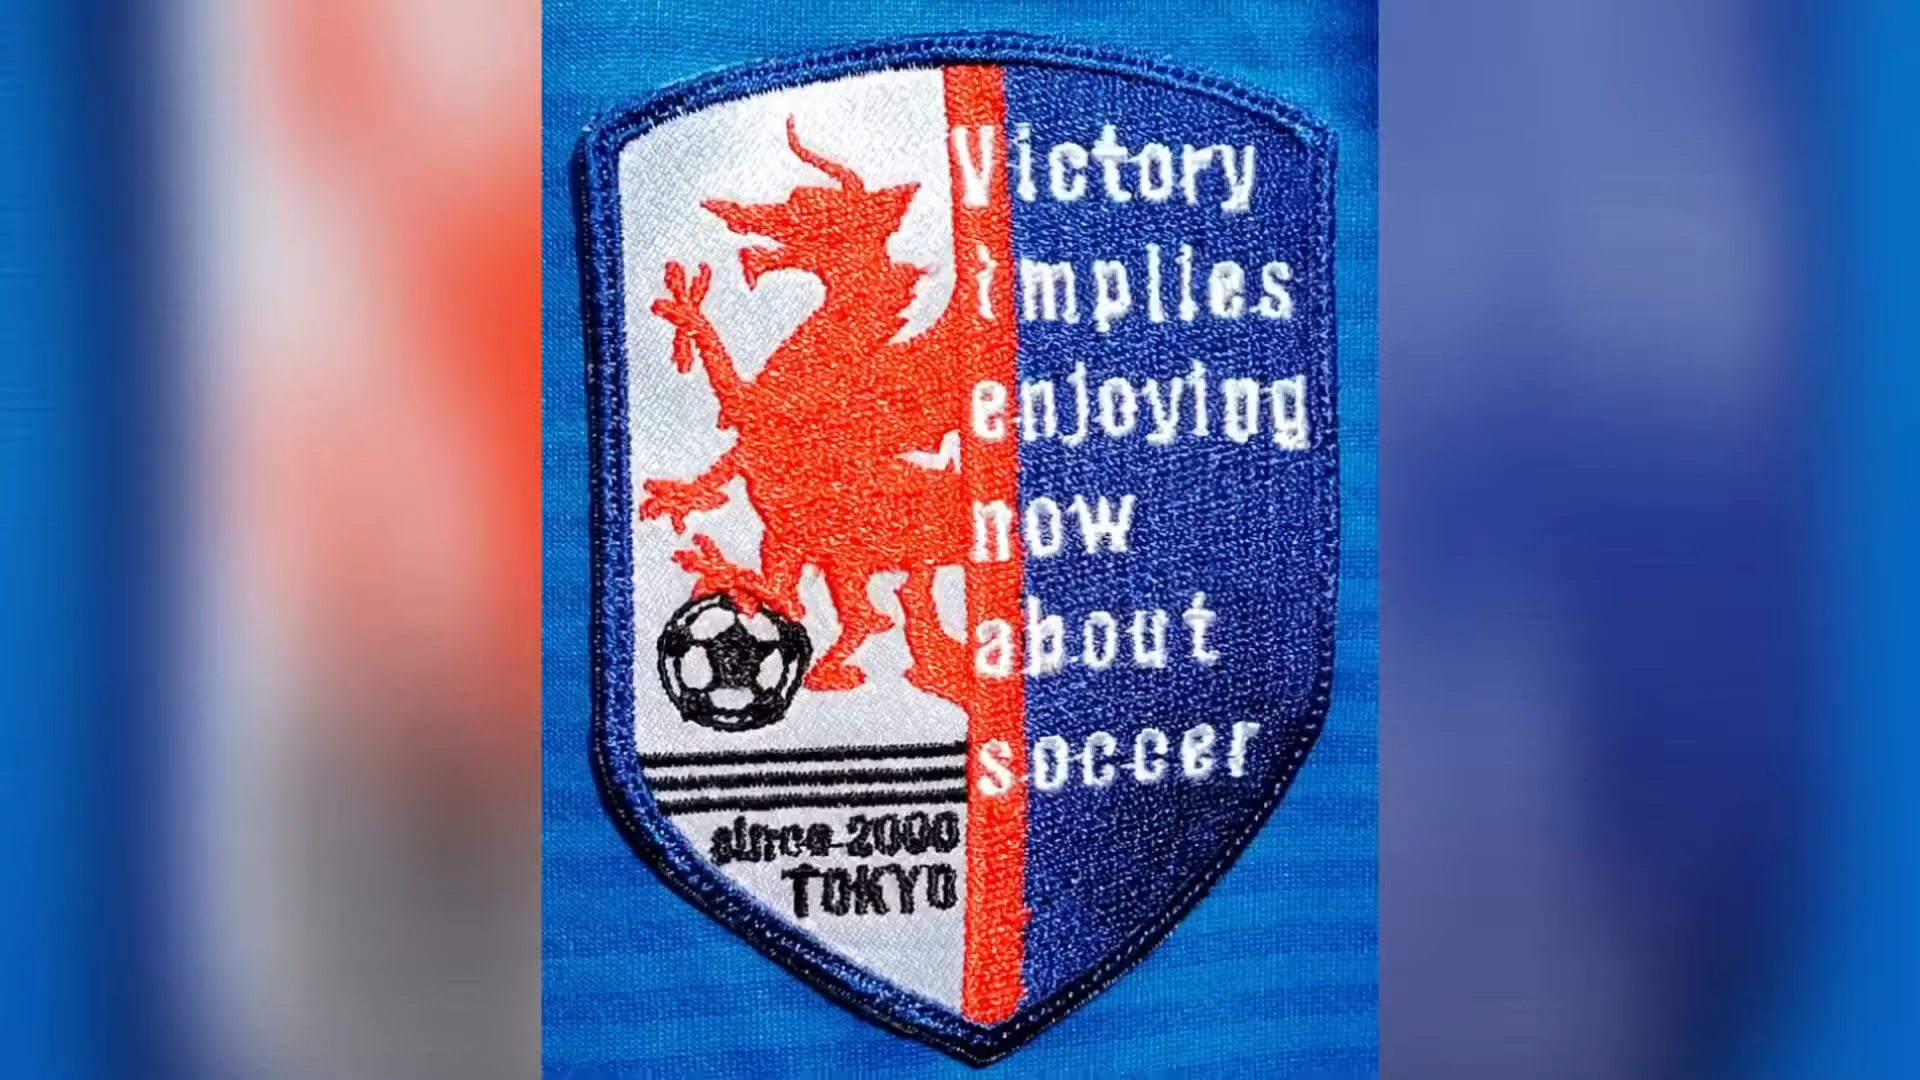 Victory
implies
enjoying
now
about
soccer
since 2000
TOKYO